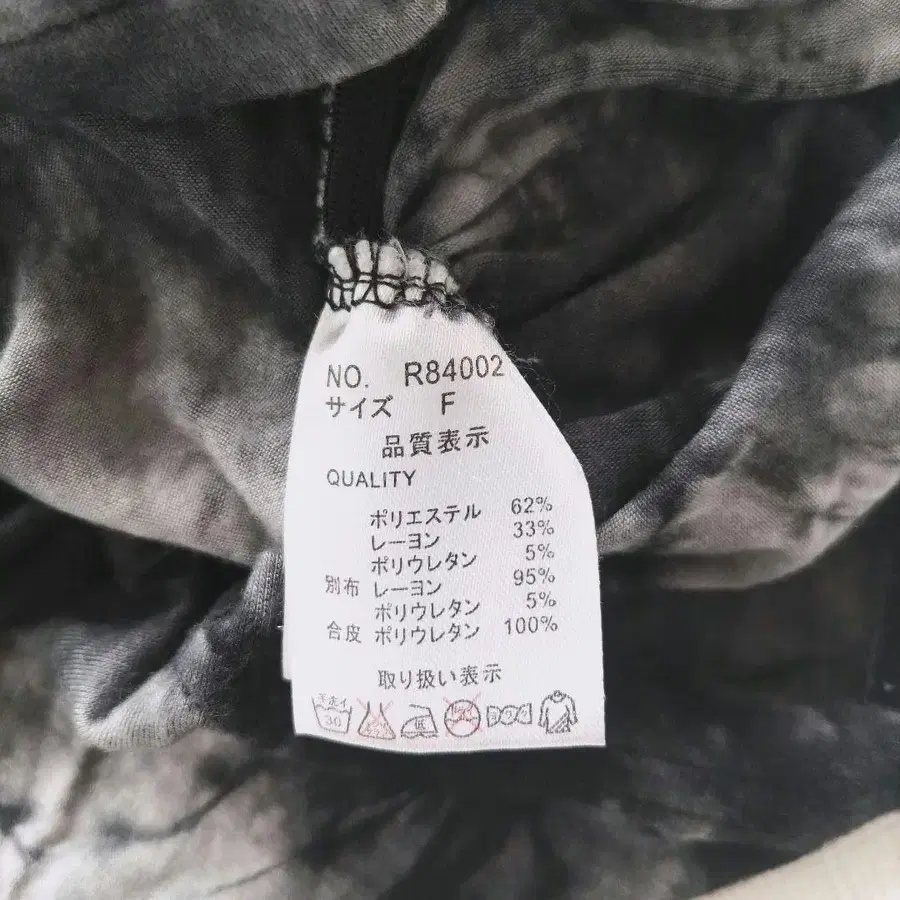 NO. R84002
サイズ F
品質表示
QUALITY
ポリエステル 62%
レーヨン 33%
ポリウレタン 5%
別布 レーヨン 95%
ポリウレタン 5%
合皮 ポリウレタン 100%
取り扱い表示
手洗イ
30